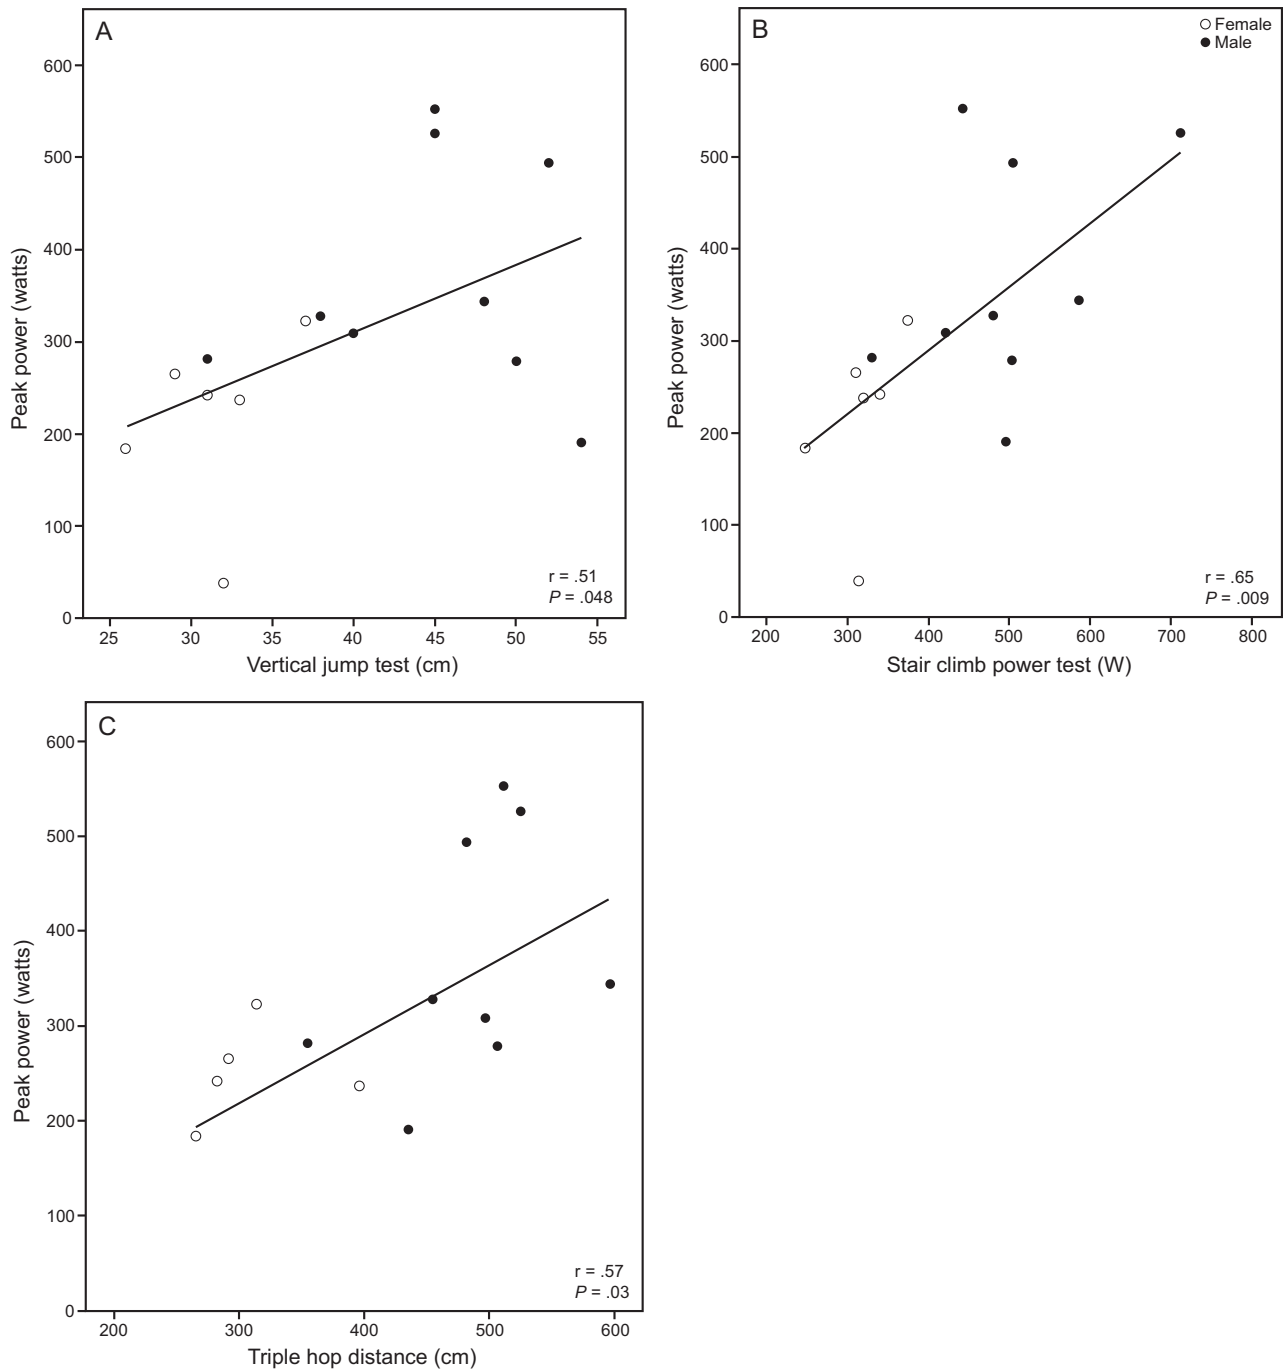 A
600
500
400
300
200
100
0
Peak power (watts)
r = .51
P = .048
25 30 35 40 45 50 55
Vertical jump test (cm)
B
Female
Male
600
500
400
300
200
100
0
Peak power (watts)
r = .65
P = .009
200 300 400 500 600 700 800
Stair climb power test (W)
C
600
500
400
300
200
100
0
Peak power (watts)
r = .57
P = .03
200 300 400 500 600
Triple hop distance (cm)